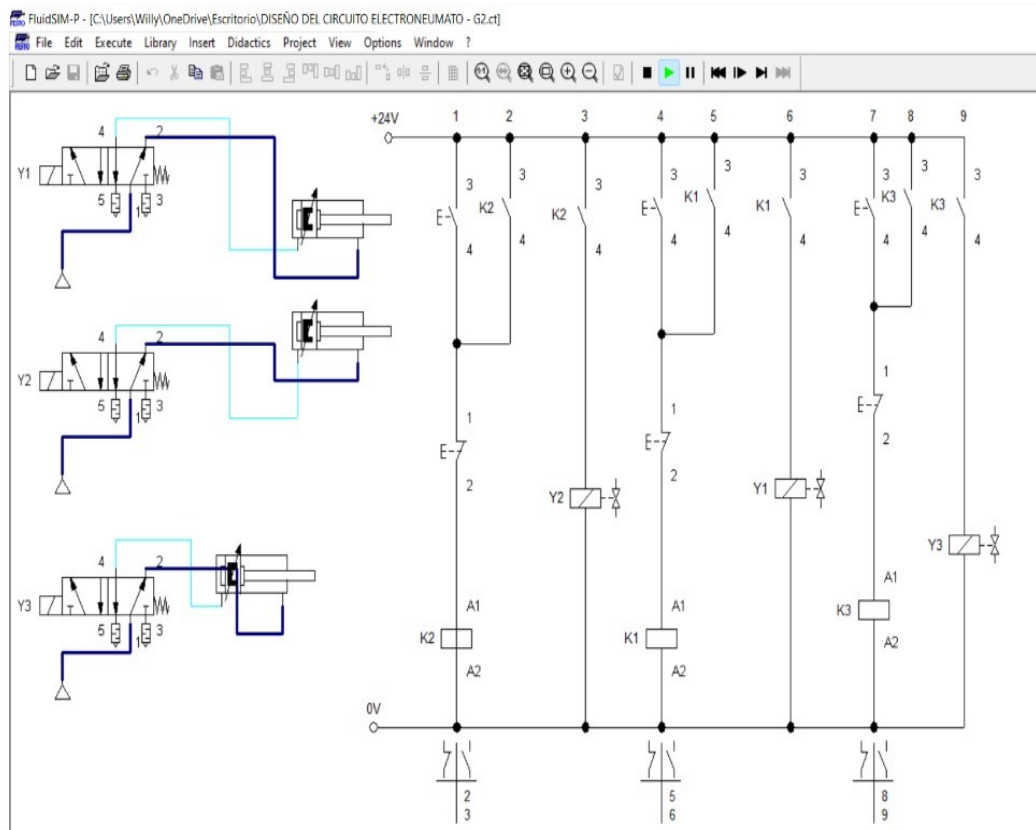 FluidSIM-P - [C:\Users\Willy\OneDrive\Escritorio\DISEÑO DEL CIRCUITO ELECTRONEUMATO - G2.ct]
FESTO File Edit Execute Library Insert Didactics Project View Options Window ?
1 2 3 4 5 6 7 8 9
+24V
4 2
Y1
5 1 3
3 3 3 3 3 3 3 3 3
K2 K2 K1 K1 K3 K3
4 4 4 4 4 4 4 4 4
4 2
Y2
5 1 3
1 1 1
2 2 2
Y2 Y1 Y3
4 2
Y3
5 1 3
A1 A1 A1
K2 K1 K3
A2 A2 A2
0V
2 5 8
3 6 9